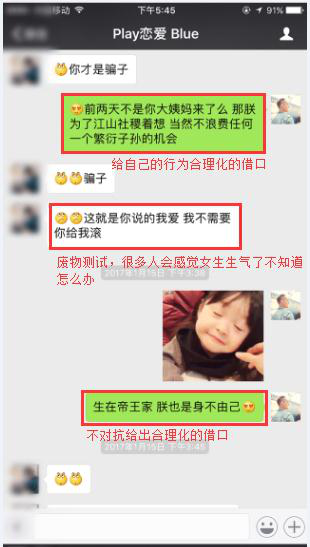 移动
下午5:45
91%
Play恋爱 Blue
你才是骗子
前两天不是你大姨妈来了么 那朕
为了江山社稷着想 当然不浪费任何
一个繁衍子孙的机会
给自己的行为合理化的借口
骗子
这就是你说的我爱 我不需要
你给我滚
废物测试，很多人会感觉女生生气了不知道
怎么办
2017年1月15日 下午3:38
生在帝王家 朕也是身不由己
不对抗给出合理化的借口
2017年1月15日 下午3:45